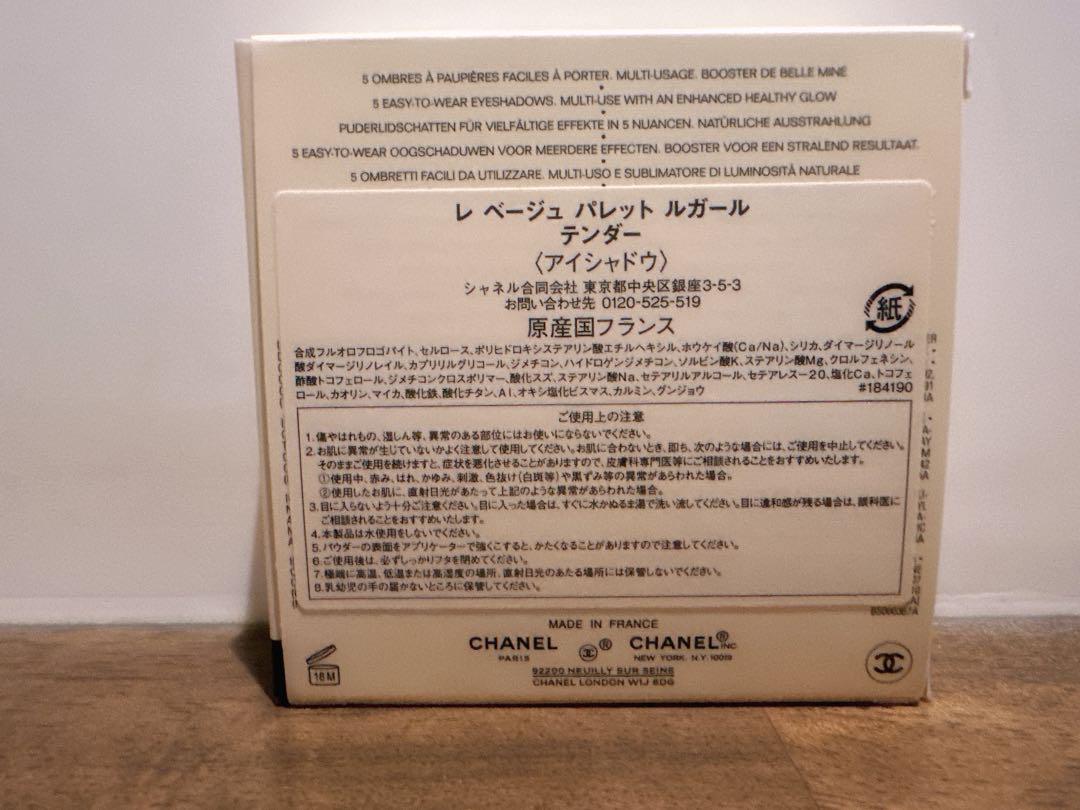 5 OMBRES À PAUPIÈRES FACILES À PORTER. MULTI-USAGE. BOOSTER DE BELLE MINE
5 EASY-TO-WEAR EYESHADOWS. MULTI-USE WITH AN ENHANCED HEALTHY GLOW
PUDERLIDSCHATTEN FÜR VIELFÄLTIGE EFFEKTE IN 5 NUANCEN. NATÜRLICHE AUSSTRAHLUNG
5 EASY-TO-WEAR OOGSCHADUWEN VOOR MEERDERE EFFECTEN. BOOSTER VOOR EEN STRALEND RESULTAAT.
5 OMBRETTI FACILI DA UTILIZZARE. MULTI-USO E SUBLIMATORE DI LUMINOSITÀ NATURALE
レ ベージュ パレット ルガール
テンダー
〈アイシャドウ〉
シャネル合同会社 東京都中央区銀座3-5-3
お問い合わせ先 0120-525-519
原産国フランス
紙
合成フルオロフロゴパイト、セルロース、ポリヒドロキシステアリン酸エチルヘキシル、ホウケイ酸(Ca/Na)、シリカ、ダイマージリノール
酸ダイマージリノレイル、カプリリルグリコール、ジメチコン、ハイドロゲンジメチコン、ソルビン酸K、ステアリン酸Mg、クロルフェネシン、
酢酸トコフェロール、ジメチコンクロスポリマー、酸化スズ、ステアリン酸Na、セテアリルアルコール、セテアレス-20、塩化Ca、トコフェ
ロール、カオリン、マイカ、酸化鉄、酸化チタン、Al、オキシ塩化ビスマス、カルミン、グンジョウ
#184190
ご使用上の注意
1.傷やはれもの、湿しん等、異常のある部位にはお使いにならないでください。
2.お肌に異常が生じていないかよく注意して使用してください。お肌に合わないとき、即ち、次のような場合には、ご使用を中止してください。
そのままご使用を続けますと、症状を悪化させることがありますので、皮膚科専門医等にご相談されることをおすすめいたします。
①使用中、赤み、はれ、かゆみ、刺激、色抜け(白斑等)や黒ずみ等の異常があらわれた場合。
②使用したお肌に、直射日光があたって上記のような異常があらわれた場合。
3.目に入らないよう十分ご注意ください。目に入った場合は、すぐに水かぬるま湯で洗い流してください。目に違和感が残る場合は、眼科医に
ご相談されることをおすすめいたします。
4.本製品は水使用をしないでください。
5.パウダーの表面をアプリケーターで強くこすると、かたくなることがありますので注意してください。
6.ご使用後は、必ずしっかりフタを閉めてください。
7.極端に高温、低温または高湿度の場所、直射日光のあたる場所には保管しないでください。
8.乳幼児の手の届かないところに保管してください。
MADE IN FRANCE
CHANEL ® CHANEL® INC.
PARIS NEW YORK. N.Y. 10019
92200 NEUILLY SUR SEINE
CHANEL LONDON W1J 6DG
18 M